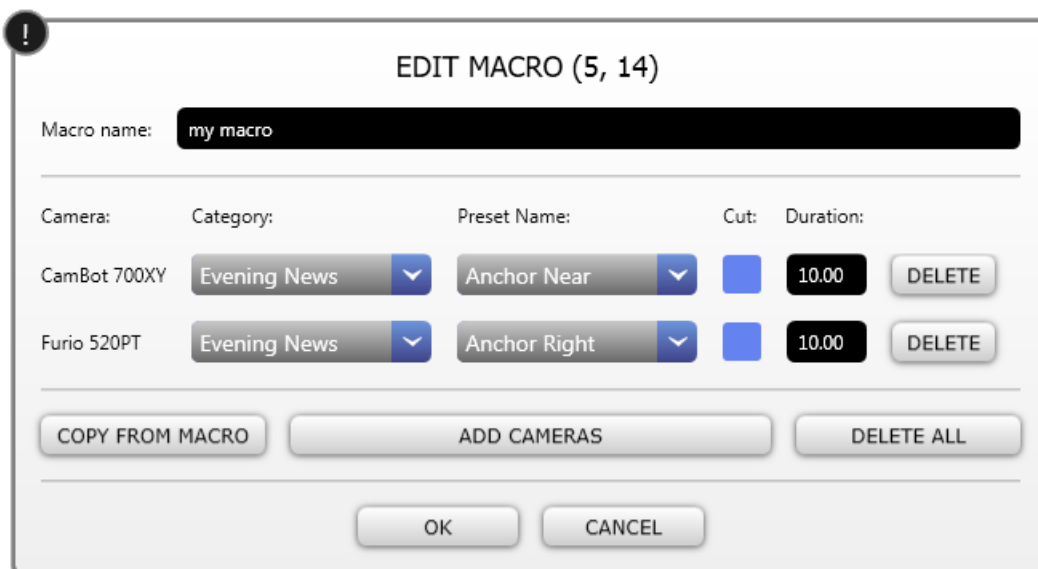 !
EDIT MACRO (5, 14)
Macro name: my macro
Camera: Category: Preset Name: Cut: Duration:
CamBot 700XY Evening News Anchor Near 10.00 DELETE
Furio 520PT Evening News Anchor Right 10.00 DELETE
COPY FROM MACRO ADD CAMERAS DELETE ALL
OK CANCEL